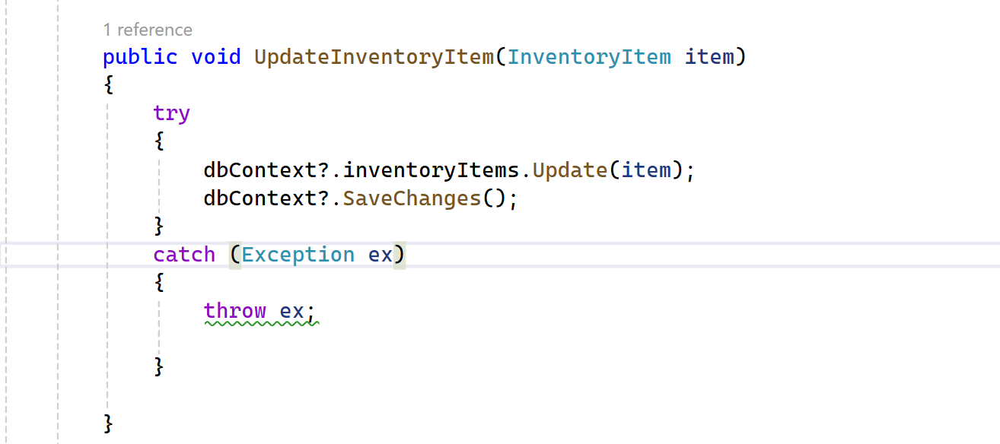 1 reference
public void UpdateInventoryItem(InventoryItem item)
{
try
{
dbContext?.inventoryItems.Update(item);
dbContext?.SaveChanges();
}
catch (Exception ex)
{
throw ex;
}
}